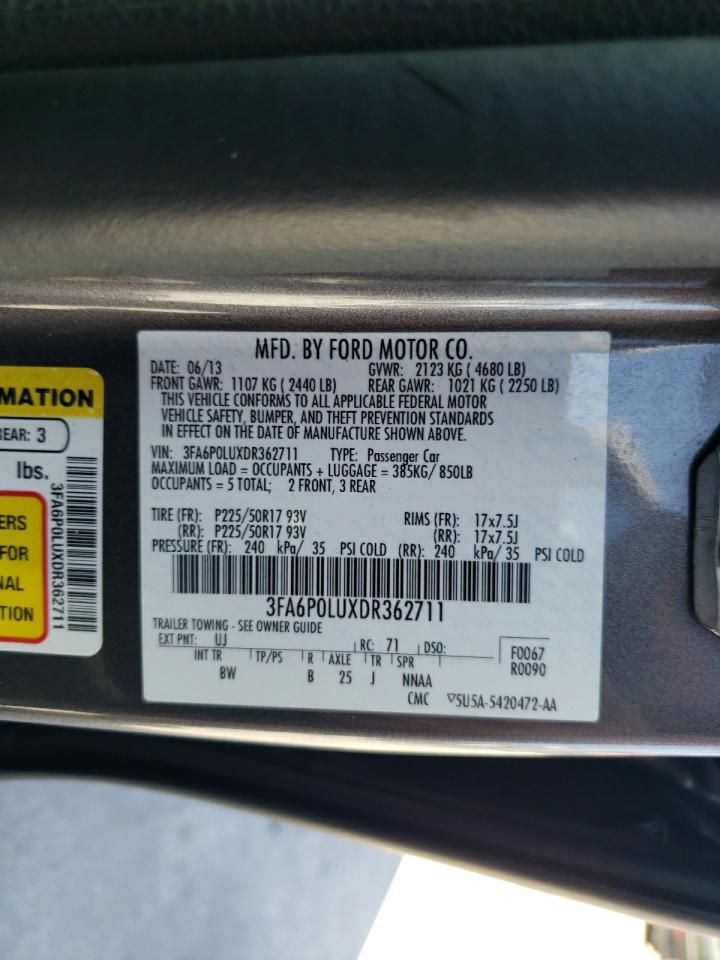 MFD. BY FORD MOTOR CO.
DATE: 06/13 GVWR: 2123 KG ( 4680 LB)
FRONT GAWR: 1107 KG ( 2440 LB) REAR GAWR: 1021 KG ( 2250 LB)
THIS VEHICLE CONFORMS TO ALL APPLICABLE FEDERAL MOTOR
VEHICLE SAFETY, BUMPER, AND THEFT PREVENTION STANDARDS
IN EFFECT ON THE DATE OF MANUFACTURE SHOWN ABOVE.
VIN: 3FA6P0LUXDR362711 TYPE: Passenger Car
MAXIMUM LOAD = OCCUPANTS + LUGGAGE = 385KG/ 850LB
OCCUPANTS = 5 TOTAL; 2 FRONT, 3 REAR
TIRE (FR): P225/50R17 93V RIMS (FR): 17x7.5J
(RR): P225/50R17 93V (RR): 17x7.5J
PRESSURE (FR): 240 kPa/ 35 PSI COLD (RR): 240 kPa/ 35 PSI COLD
3FA6P0LUXDR362711
TRAILER TOWING - SEE OWNER GUIDE
EXT PNT: UJ RC: 71 DSO: F0067
R0090
INT TR TP/PS R AXLE TR SPR
BW B 25 J NNAA
CMC ▽5U5A-5420472-AA
MATION
REAR: 3
lbs.
ERS
FOR
NAL
TION
3FA6P0LUXDR362711